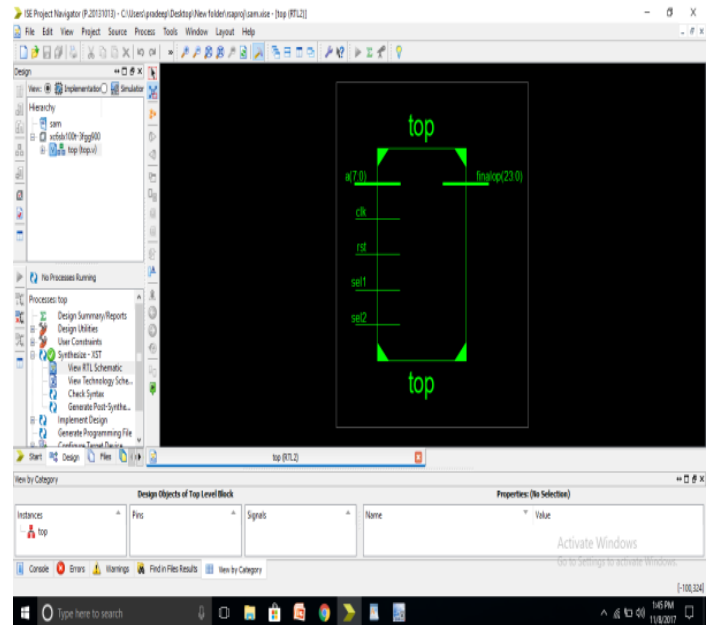 ISE Project Navigator (P.20131013) - C:\Users\pradeep\Desktop\New folder\rsaproj\sam.xise - [top (RTL2)]
File Edit View Project Source Process Tools Window Layout Help
Design
View: Implementation Simulation
Hierarchy
sam
top (top.v)
No Processes Running
Processes: top
Design Summary/Reports
Design Utilities
User Constraints
Synthesize - XST
View RTL Schematic
View Technology Sche...
Check Syntax
Generate Post-Synthe...
Implement Design
Generate Programming File
Configure Target Device
Start Design Files
top
a(7:0)
finalop(23:0)
clk
rst
sel1
sel2
top
top (RTL2)
View by Category
Design Objects of Top Level Block
Properties: (No Selection)
Instances Pins Signals Name Value
top
Activate Windows
Go to Settings to activate Windows.
Console Errors Warnings Find in Files Results View by Category
[-100,324]
Type here to search
1:45 PM
11/8/2017